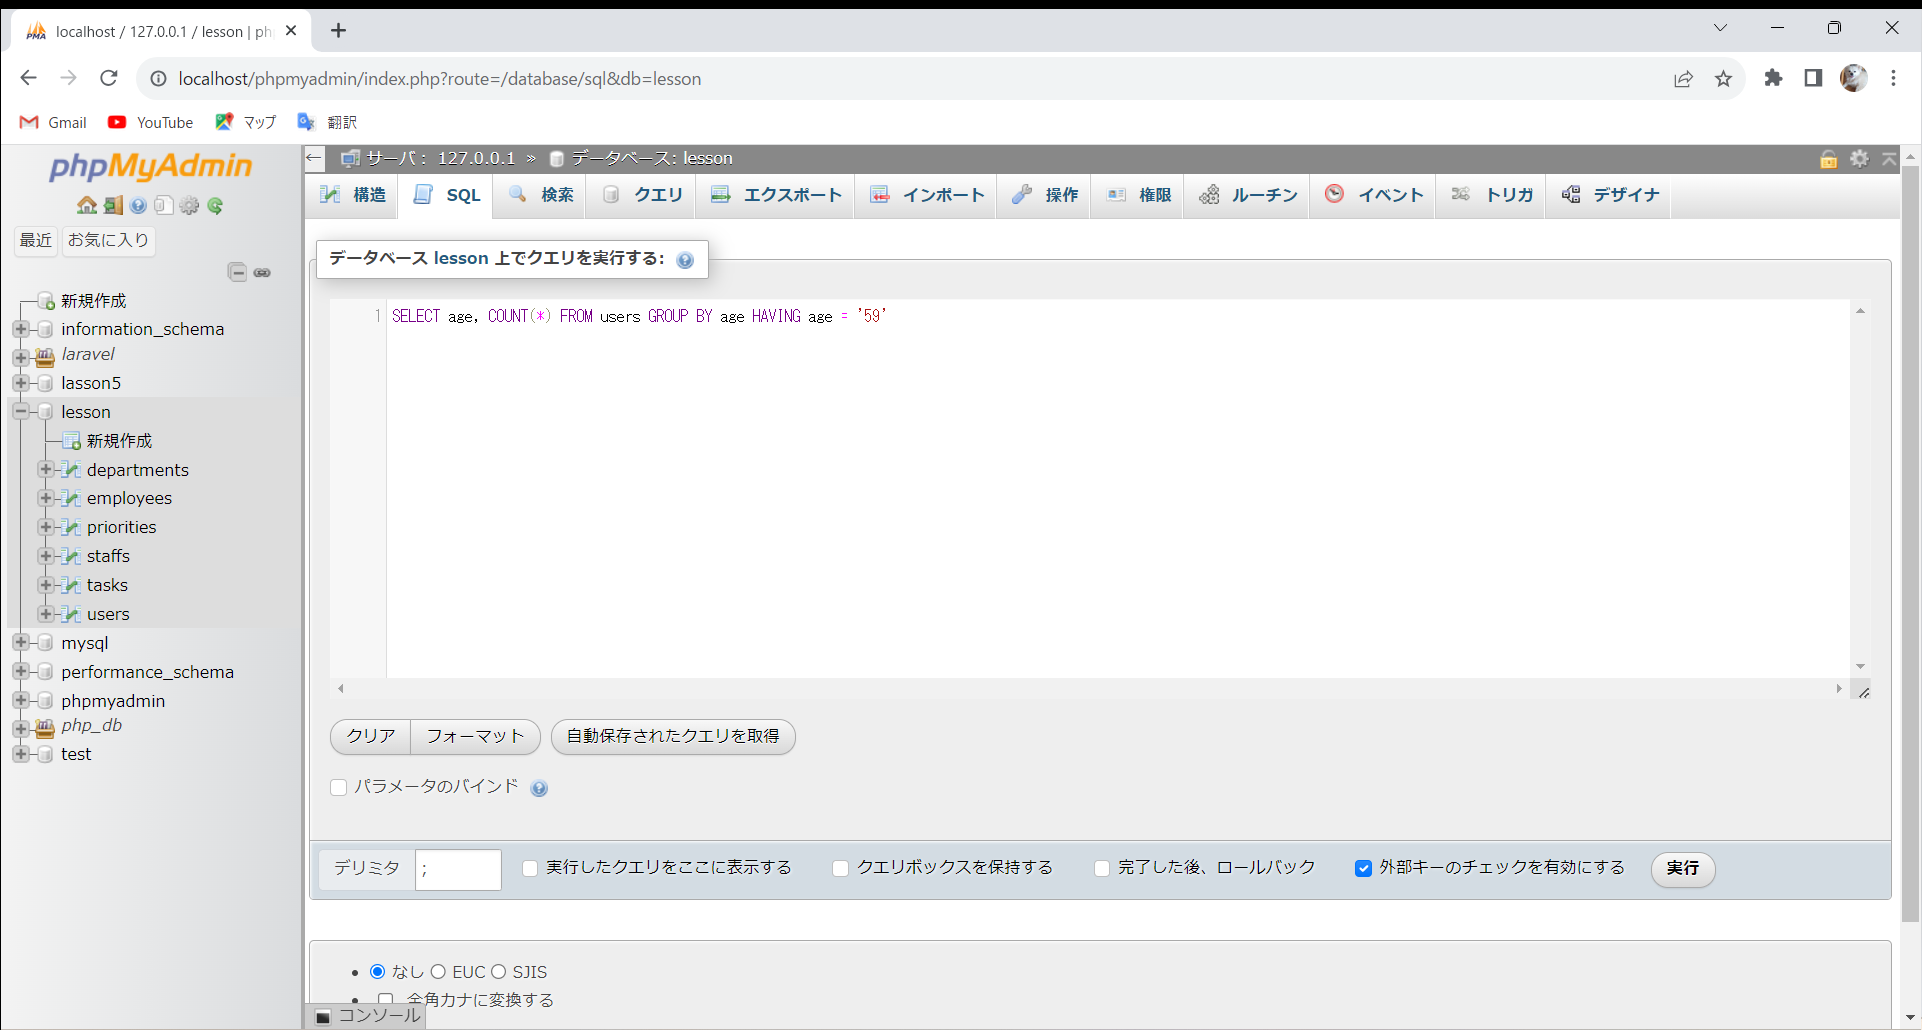 localhost / 127.0.0.1 / lesson | ph
localhost/phpmyadmin/index.php?route=/database/sql&db=lesson
Gmail YouTube マップ 翻訳
phpMyAdmin
最近 お気に入り
新規作成
information_schema
laravel
lasson5
lesson
新規作成
departments
employees
priorities
staffs
tasks
users
mysql
performance_schema
phpmyadmin
php_db
test
サーバ: 127.0.0.1 » データベース: lesson
構造 SQL 検索 クエリ エクスポート インポート 操作 権限 ルーチン イベント トリガ デザイナ
データベース lesson 上でクエリを実行する:
1 SELECT age, COUNT(*) FROM users GROUP BY age HAVING age = '59'
クリア フォーマット 自動保存されたクエリを取得
パラメータのバインド
デリミタ ; 実行したクエリをここに表示する クエリボックスを保持する 完了した後、ロールバック 外部キーのチェックを有効にする 実行
なし EUC SJIS
全角カナに変換する
コンソール